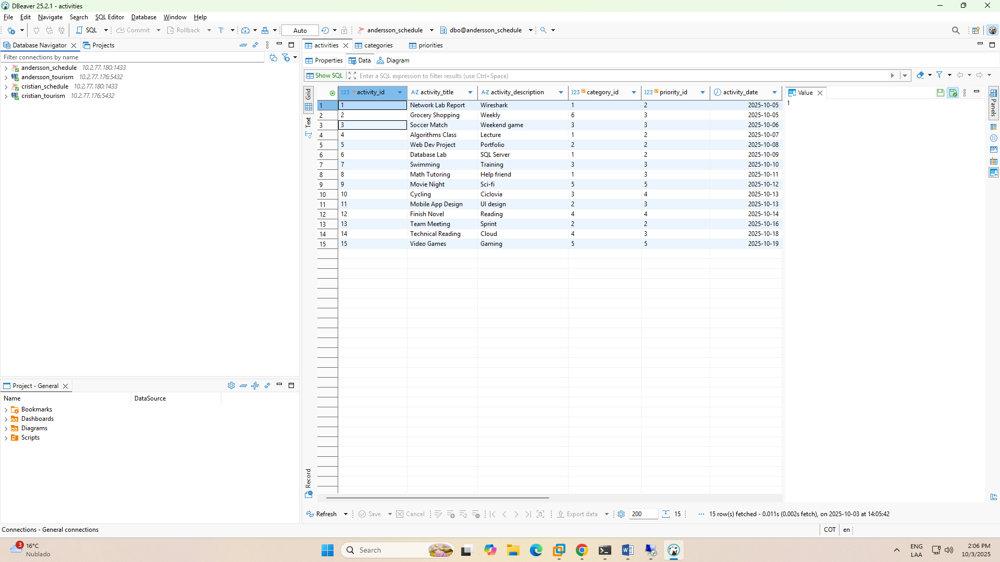 DBeaver 25.2.1 - activities
File Edit Navigate Search SQL Editor Database Window Help
SQL Commit Rollback T Auto andersson_schedule dbo@andersson_schedule
Database Navigator Projects
Filter connections by name
andersson_schedule 10.2.77.180:1433
andersson_tourism 10.2.77.176:5432
cristian_schedule 10.2.77.180:1433
cristian_tourism 10.2.77.176:5432
Project - General
Name DataSource
Bookmarks
Dashboards
Diagrams
Scripts
activities categories priorities
Properties Data Diagram
Show SQL Enter a SQL expression to filter results (use Ctrl+Space)
Grid
Text
Record
123 activity_id A-Z activity_title A-Z activity_description 123 category_id 123 priority_id activity_date
1 1 Network Lab Report Wireshark 1 2 2025-10-05
2 2 Grocery Shopping Weekly 6 3 2025-10-05
3 3 Soccer Match Weekend game 3 3 2025-10-06
4 4 Algorithms Class Lecture 1 2 2025-10-07
5 5 Web Dev Project Portfolio 2 2 2025-10-08
6 6 Database Lab SQL Server 1 2 2025-10-09
7 7 Swimming Training 3 3 2025-10-10
8 8 Math Tutoring Help friend 1 3 2025-10-11
9 9 Movie Night Sci-fi 5 5 2025-10-12
10 10 Cycling Ciclovia 3 4 2025-10-13
11 11 Mobile App Design UI design 2 3 2025-10-13
12 12 Finish Novel Reading 4 4 2025-10-14
13 13 Team Meeting Sprint 2 2 2025-10-16
14 14 Technical Reading Cloud 4 3 2025-10-18
15 15 Video Games Gaming 5 5 2025-10-19
Value
1
Panels
Refresh Save Cancel Export data 200 15 ... 15 row(s) fetched - 0.011s (0.002s fetch), on 2025-10-03 at 14:05:42
Connections - General connections COT en
3 16°C
Nublado
Search
ENG
LAA
2:06 PM
10/3/2025